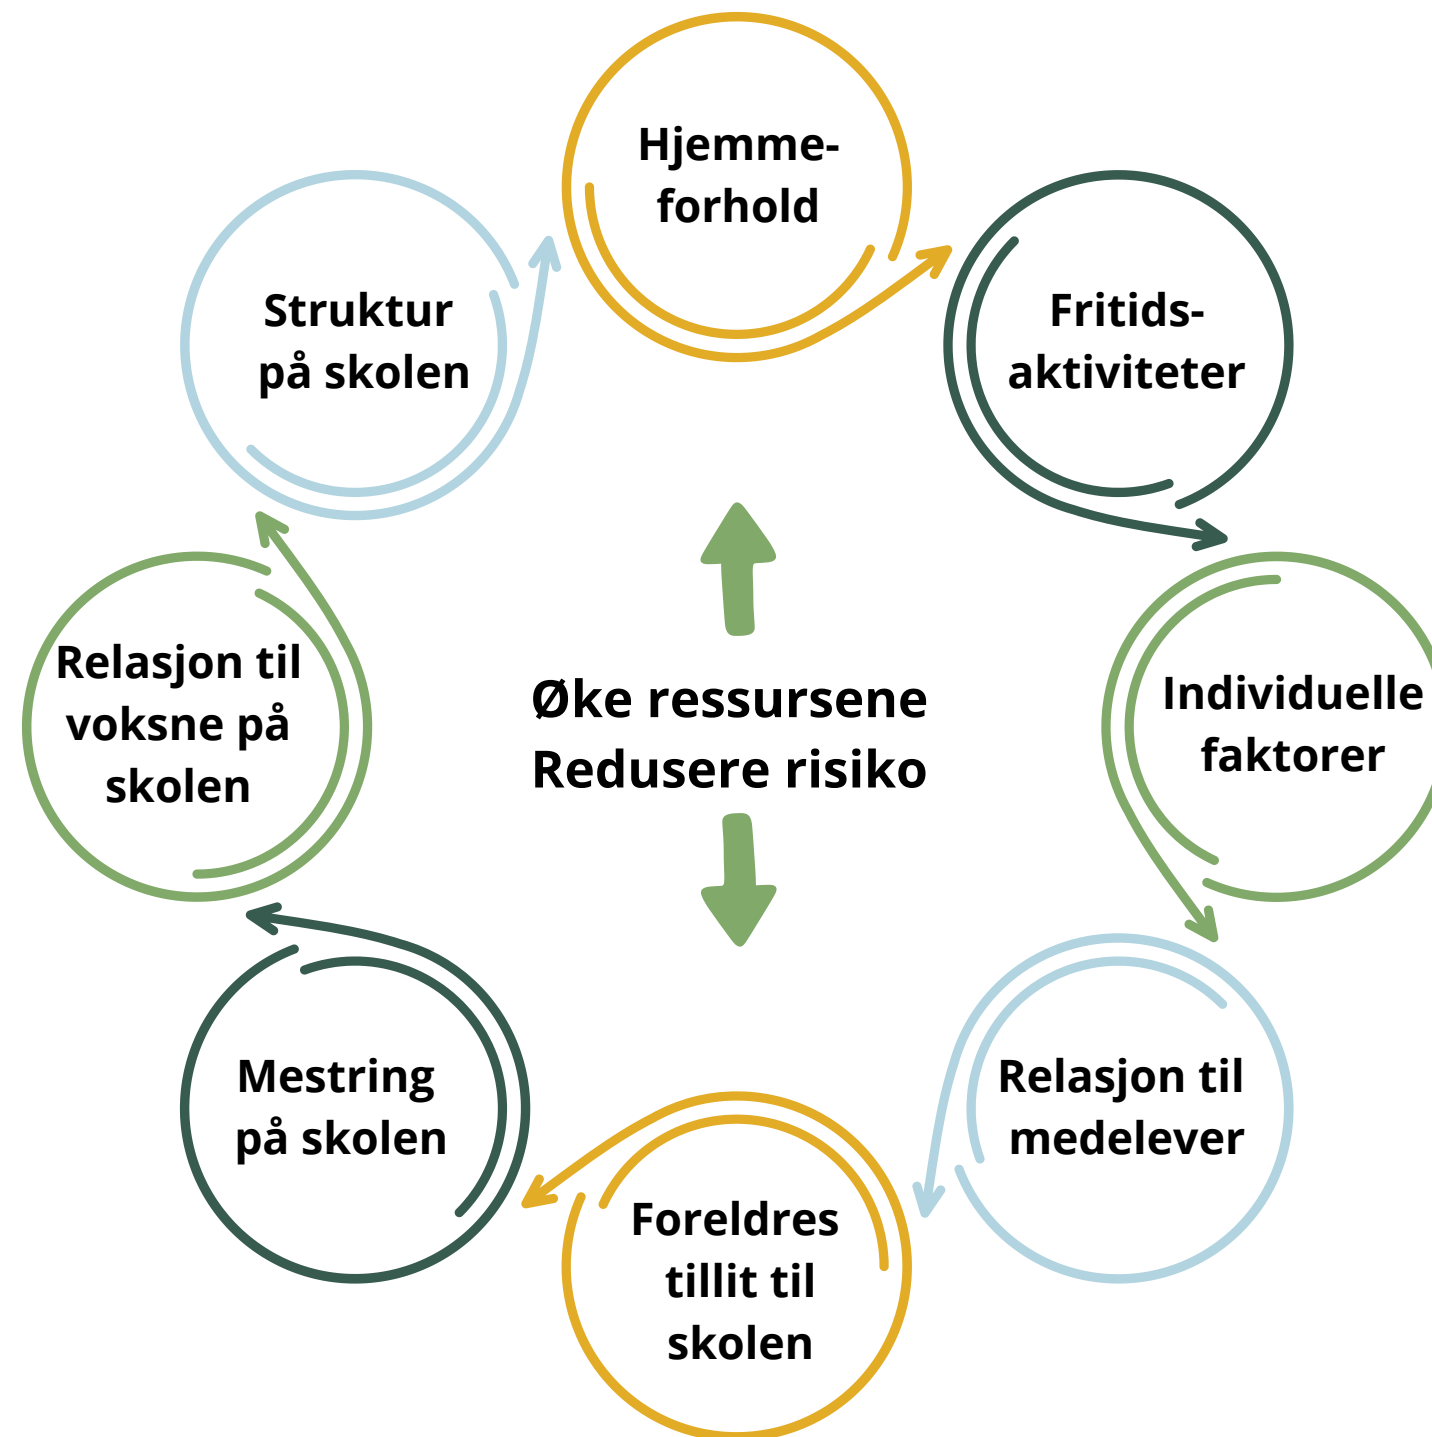 Hjemme-
forhold
Fritids-
aktiviteter
Individuelle
faktorer
Relasjon til
medelever
Foreldres
tillit til
skolen
Mestring
på skolen
Relasjon til
voksne på
skolen
Struktur
på skolen
Øke ressursene
Redusere risiko